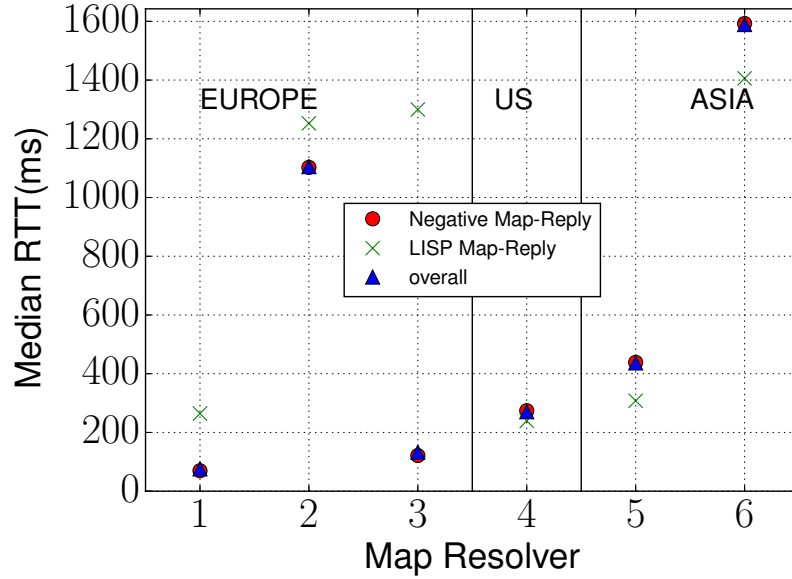 1600
1400
1200
1000
800
600
400
200
0
Median RTT(ms)
EUROPE
US
ASIA
Negative Map-Reply
LISP Map-Reply
overall
1 2 3 4 5 6
Map Resolver